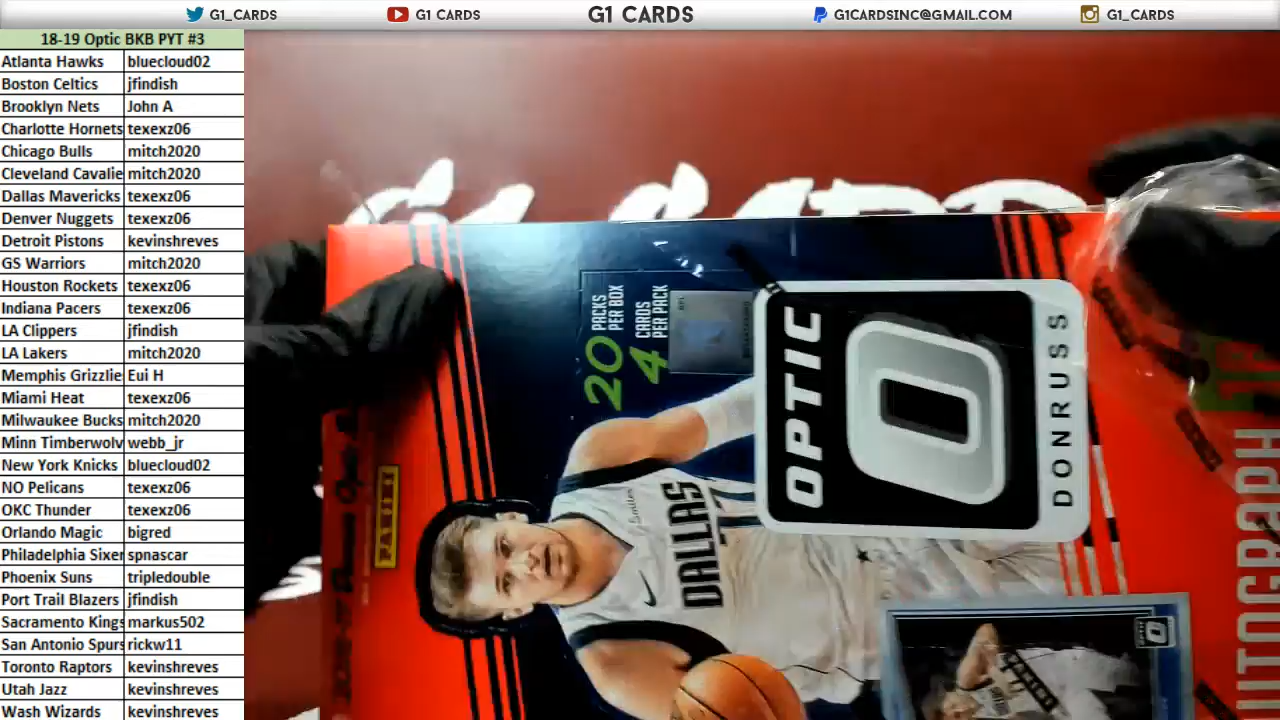 G1_CARDS G1 CARDS G1 CARDS G1CARDSINC@GMAIL.COM G1_CARDS
18-19 Optic BKB PYT #3
Atlanta Hawks bluecloud02
Boston Celtics jfindish
Brooklyn Nets John A
Charlotte Hornets texexz06
Chicago Bulls mitch2020
Cleveland Cavalie mitch2020
Dallas Mavericks texexz06
Denver Nuggets texexz06
Detroit Pistons kevinshreves
GS Warriors mitch2020
Houston Rockets texexz06
Indiana Pacers texexz06
LA Clippers jfindish
LA Lakers mitch2020
Memphis Grizzlie Eui H
Miami Heat texexz06
Milwaukee Bucks mitch2020
Minn Timberwolv webb_jr
New York Knicks bluecloud02
NO Pelicans texexz06
OKC Thunder texexz06
Orlando Magic bigred
Philadelphia Sixer spnascar
Phoenix Suns tripledouble
Port Trail Blazers jfindish
Sacramento Kings markus502
San Antonio Spurs rickw11
Toronto Raptors kevinshreves
Utah Jazz kevinshreves
Wash Wizards kevinshreves
20 PACKS PER BOX
4 CARDS PER PACK
OPTIC
DONRUSS
PANINI
DALLAS
AUTOGRAPH